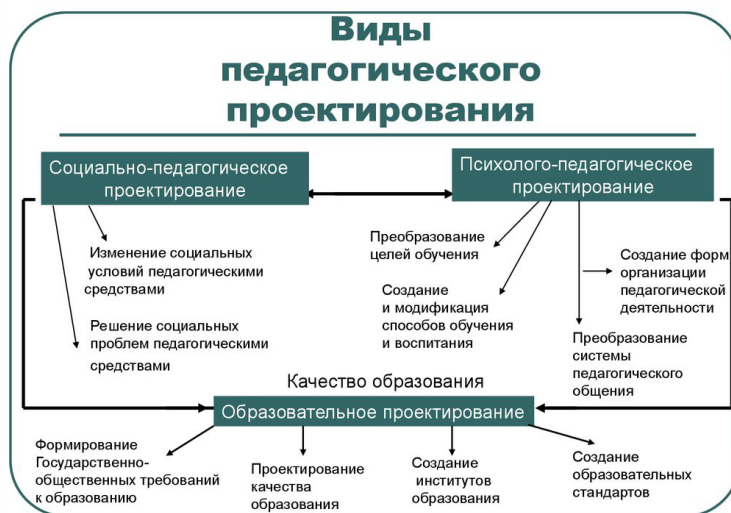 Виды
педагогического
проектирования
Социально-педагогическое
проектирование
Психолого-педагогическое
проектирование
Изменение социальных
условий педагогическими
средствами
Решение социальных
проблем педагогическими
средствами
Преобразование
целей обучения
Создание
и модификация
способов обучения
и воспитания
Создание форм
организации
педагогической
деятельности
Преобразование
системы
педагогического
общения
Качество образования
Образовательное проектирование
Формирование
Государственно-
общественных требований
к образованию
Проектирование
качества
образования
Создание
институтов
образования
Создание
образовательных
стандартов